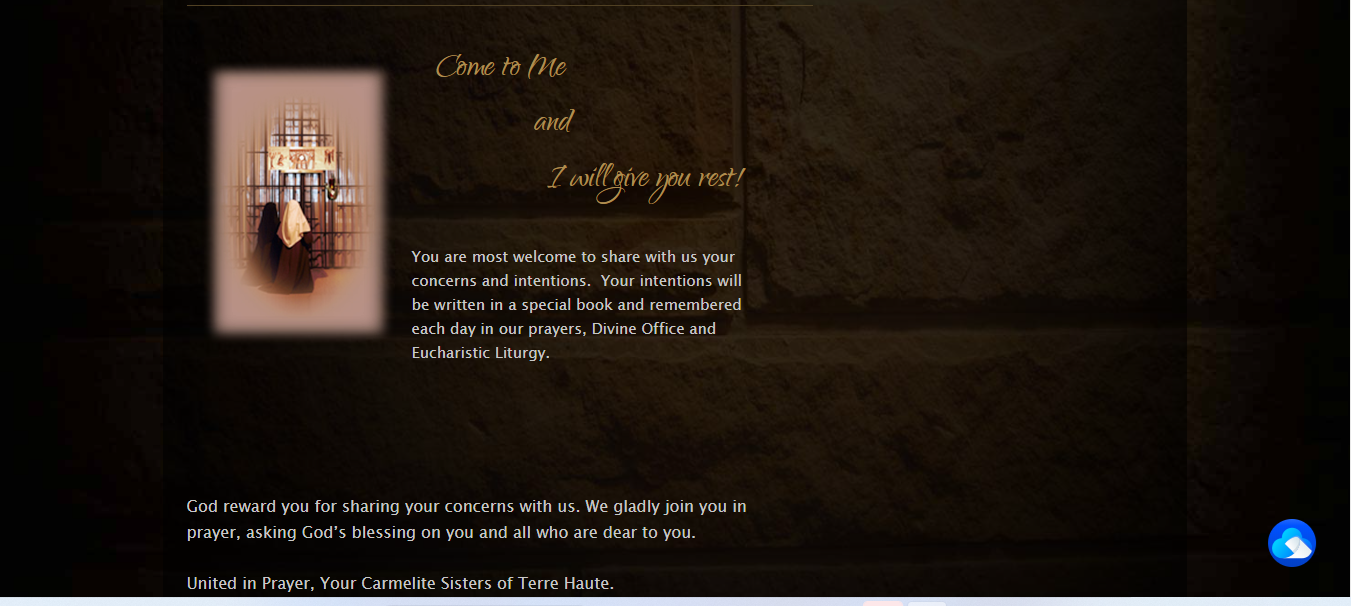 Come to Me
and
I will give you rest!
You are most welcome to share with us your
concerns and intentions.  Your intentions will
be written in a special book and remembered
each day in our prayers, Divine Office and
Eucharistic Liturgy.
God reward you for sharing your concerns with us. We gladly join you in
prayer, asking God’s blessing on you and all who are dear to you.
United in Prayer, Your Carmelite Sisters of Terre Haute.